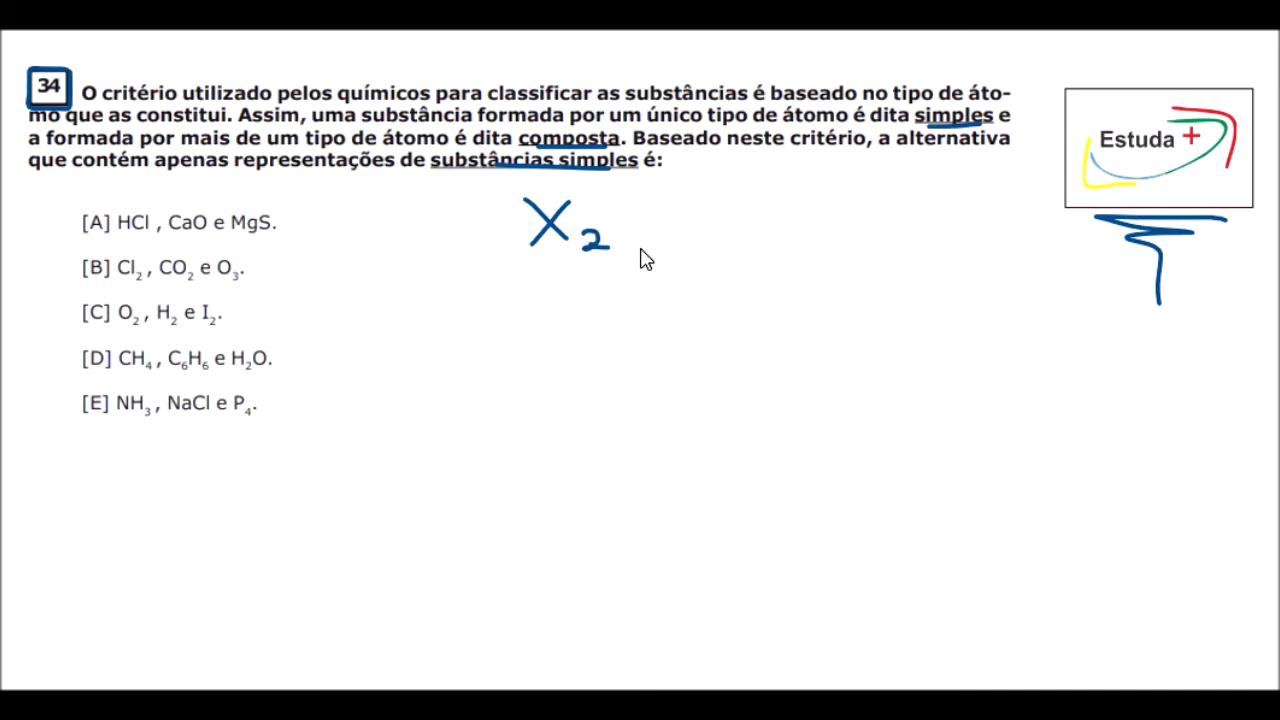 34 O critério utilizado pelos químicos para classificar as substâncias é baseado no tipo de áto-
mo que as constitui. Assim, uma substância formada por um único tipo de átomo é dita simples e
a formada por mais de um tipo de átomo é dita composta. Baseado neste critério, a alternativa
que contém apenas representações de substâncias simples é:
Estuda +
[A] HCl , CaO e MgS.
X₂
[B] Cl₂ , CO₂ e O₃.
[C] O₂ , H₂ e I₂.
[D] CH₄ , C₆H₆ e H₂O.
[E] NH₃ , NaCl e P₄.